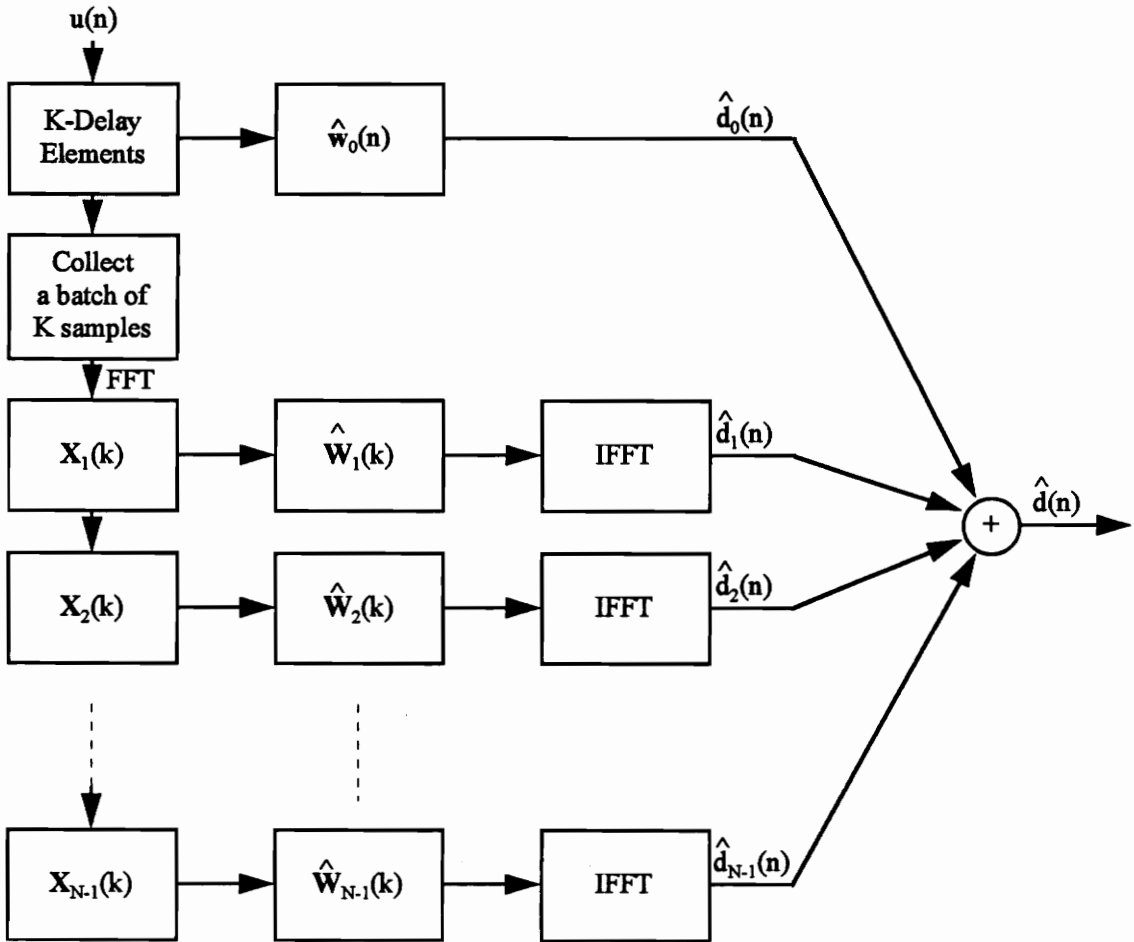 u(n)
K-Delay
Elements
ŵ₀(n)
d̂₀(n)
Collect
a batch of
K samples
FFT
X₁(k)
Ŵ₁(k)
IFFT
d̂₁(n)
+
d̂(n)
X₂(k)
Ŵ₂(k)
IFFT
d̂₂(n)
X_{N-1}(k)
Ŵ_{N-1}(k)
IFFT
d̂_{N-1}(n)